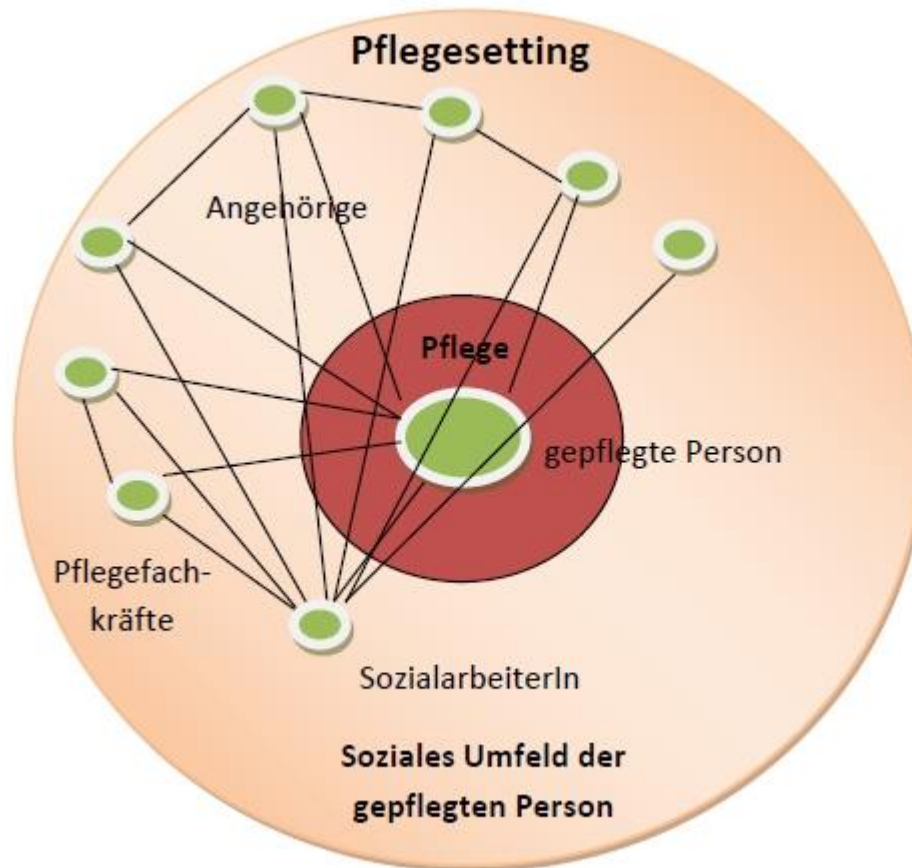 Pflegesetting
Angehörige
Pflege
gepflegte Person
Pflegefach-
kräfte
SozialarbeiterIn
Soziales Umfeld der
gepflegten Person